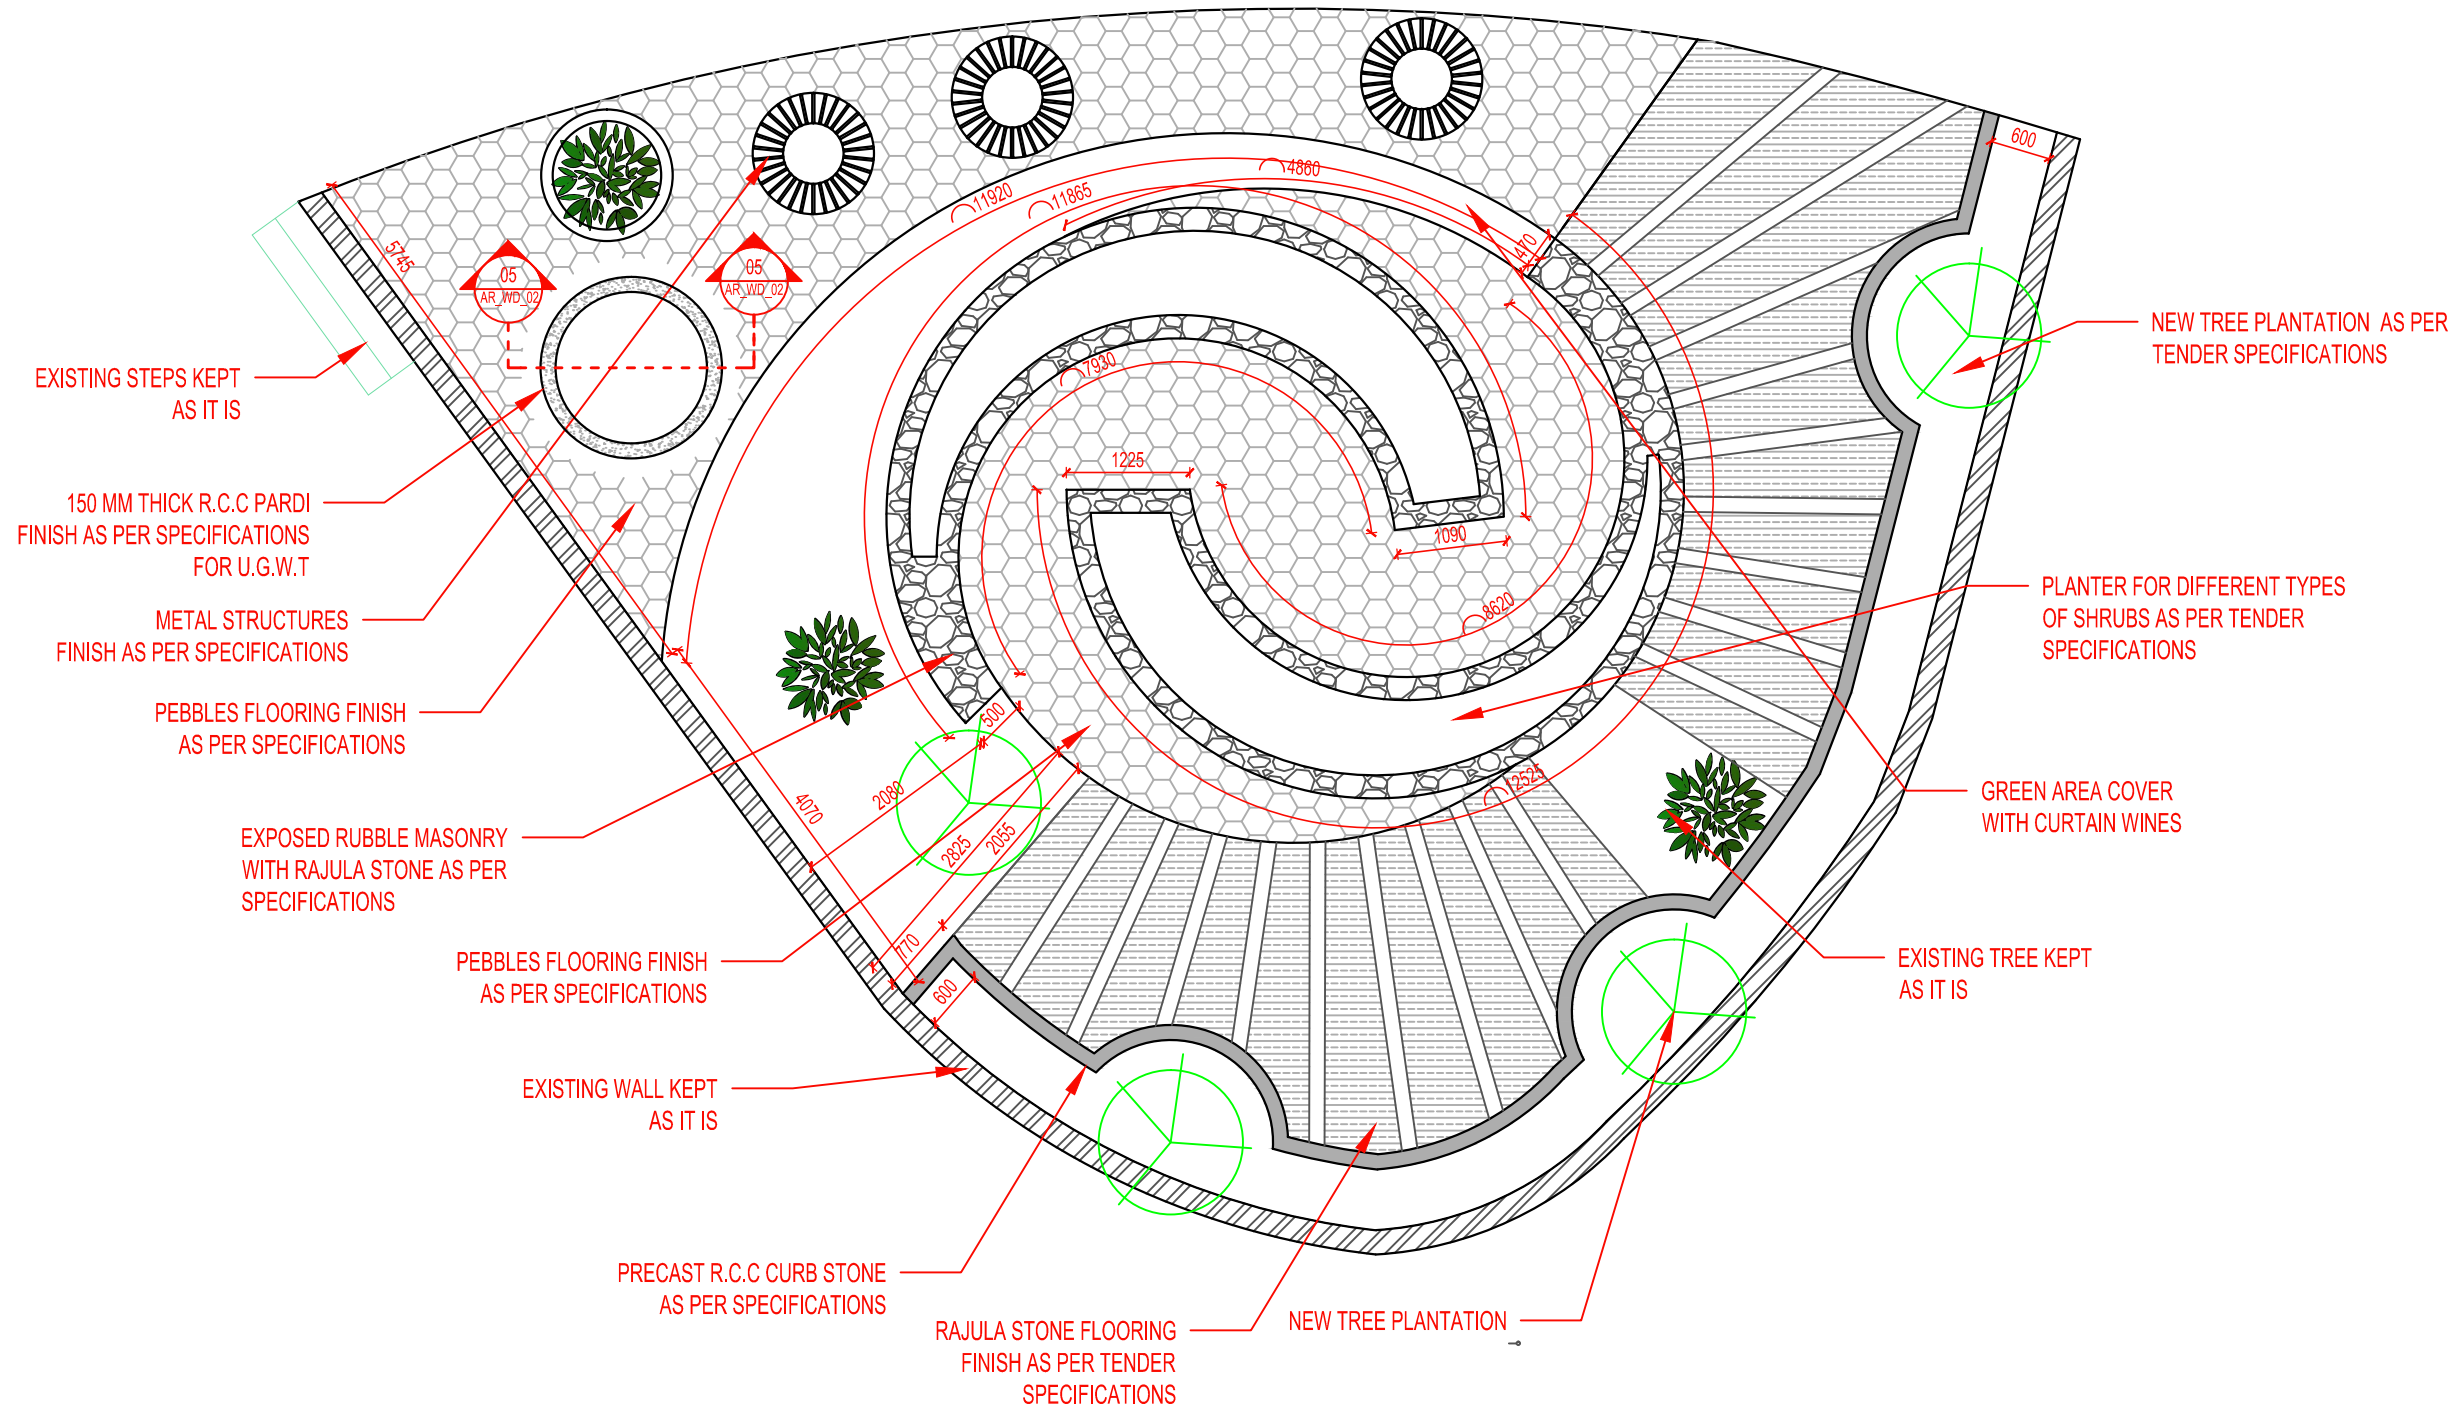 600
4860
11920
11865
470
5745
05
AR_WD_02
05
AR_WD_02
NEW TREE PLANTATION AS PER
TENDER SPECIFICATIONS
EXISTING STEPS KEPT
AS IT IS
7930
1225
1090
150 MM THICK R.C.C PARDI
FINISH AS PER SPECIFICATIONS
FOR U.G.W.T
METAL STRUCTURES
FINISH AS PER SPECIFICATIONS
8620
PLANTER FOR DIFFERENT TYPES
OF SHRUBS AS PER TENDER
SPECIFICATIONS
PEBBLES FLOORING FINISH
AS PER SPECIFICATIONS
500
2080
4070
12525
2825
2055
GREEN AREA COVER
WITH CURTAIN WINES
EXPOSED RUBBLE MASONRY
WITH RAJULA STONE AS PER
SPECIFICATIONS
770
600
PEBBLES FLOORING FINISH
AS PER SPECIFICATIONS
EXISTING TREE KEPT
AS IT IS
EXISTING WALL KEPT
AS IT IS
PRECAST R.C.C CURB STONE
AS PER SPECIFICATIONS
RAJULA STONE FLOORING
FINISH AS PER TENDER
SPECIFICATIONS
NEW TREE PLANTATION